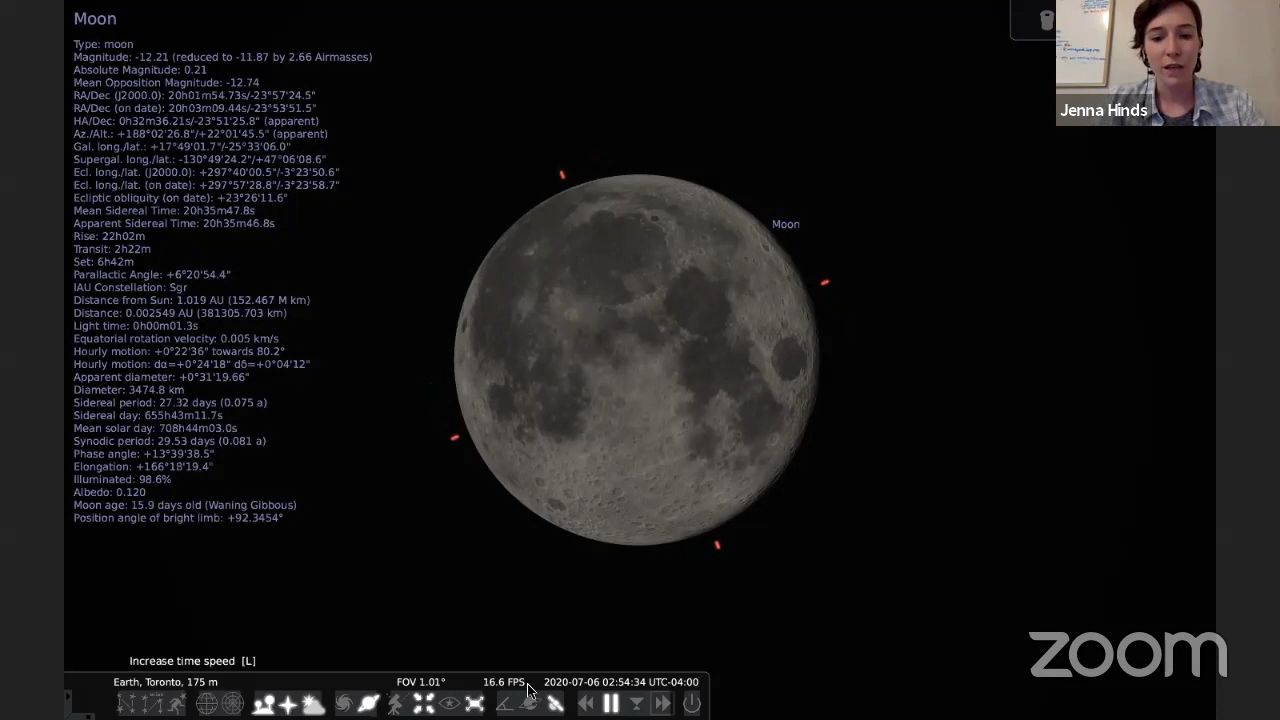 Moon
Type: moon
Magnitude: -12.21 (reduced to -11.87 by 2.66 Airmasses)
Absolute Magnitude: 0.21
Mean Opposition Magnitude: -12.74
RA/Dec (J2000.0): 20h01m54.73s/-23°57'24.5"
RA/Dec (on date): 20h03m09.44s/-23°53'51.5"
HA/Dec: 0h32m36.21s/-23°51'25.8" (apparent)
Az./Alt.: +188°02'26.8"/+22°01'45.5" (apparent)
Gal. long./lat.: +17°49'01.7"/-25°33'06.0"
Supergal. long./lat.: -130°49'24.2"/+47°06'08.6"
Ecl. long./lat. (J2000.0): +297°40'00.5"/-3°23'50.6"
Ecl. long./lat. (on date): +297°57'28.8"/-3°23'58.7"
Ecliptic obliquity (on date): +23°26'11.6"
Mean Sidereal Time: 20h35m47.8s
Apparent Sidereal Time: 20h35m46.8s
Rise: 22h02m
Transit: 2h22m
Set: 6h42m
Parallactic Angle: +6°20'54.4"
IAU Constellation: Sgr
Distance from Sun: 1.019 AU (152.467 M km)
Distance: 0.002549 AU (381305.703 km)
Light time: 0h00m01.3s
Equatorial rotation velocity: 0.005 km/s
Hourly motion: +0°22'36" towards 80.2°
Hourly motion: dα=+0°24'18" dδ=+0°04'12"
Apparent diameter: +0°31'19.66"
Diameter: 3474.8 km
Sidereal period: 27.32 days (0.075 a)
Sidereal day: 655h43m11.7s
Mean solar day: 708h44m03.0s
Synodic period: 29.53 days (0.081 a)
Phase angle: +13°39'38.5"
Elongation: +166°18'19.4"
Illuminated: 98.6%
Albedo: 0.120
Moon age: 15.9 days old (Waning Gibbous)
Position angle of bright limb: +92.3454°
Moon
Jenna Hinds
zoom
Increase time speed [L]
Earth, Toronto, 175 m FOV 1.01° 16.6 FPS 2020-07-06 02:54:34 UTC-04:00